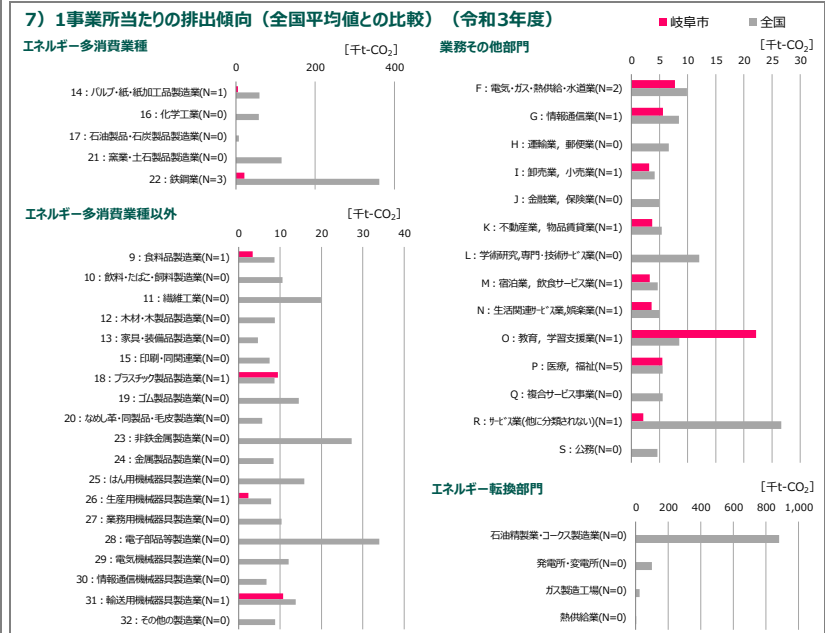 7）1事業所当たりの排出傾向（全国平均値との比較）（令和3年度）
■岐阜市 ■全国
エネルギー多消費業種
[千t-CO₂]
0 200 400
14：パルプ・紙・紙加工品製造業(N=1)
16：化学工業(N=0)
17：石油製品・石炭製品製造業(N=0)
21：窯業・土石製品製造業(N=0)
22：鉄鋼業(N=3)
エネルギー多消費業種以外
[千t-CO₂]
0 10 20 30 40
9：食料品製造業(N=1)
10：飲料・たばこ・飼料製造業(N=0)
11：繊維工業(N=0)
12：木材・木製品製造業(N=0)
13：家具・装備品製造業(N=0)
15：印刷・同関連業(N=0)
18：プラスチック製品製造業(N=1)
19：ゴム製品製造業(N=0)
20：なめし革・同製品・毛皮製造業(N=0)
23：非鉄金属製造業(N=0)
24：金属製品製造業(N=0)
25：はん用機械器具製造業(N=0)
26：生産用機械器具製造業(N=1)
27：業務用機械器具製造業(N=0)
28：電子部品等製造業(N=0)
29：電気機械器具製造業(N=0)
30：情報通信機械器具製造業(N=0)
31：輸送用機械器具製造業(N=1)
32：その他の製造業(N=0)
業務その他部門
[千t-CO₂]
0 5 10 15 20 25 30
F：電気・ガス・熱供給・水道業(N=2)
G：情報通信業(N=1)
H：運輸業，郵便業(N=0)
I：卸売業，小売業(N=1)
J：金融業，保険業(N=0)
K：不動産業，物品賃貸業(N=1)
L：学術研究,専門・技術サービス業(N=0)
M：宿泊業，飲食サービス業(N=1)
N：生活関連サービス業,娯楽業(N=1)
O：教育，学習支援業(N=1)
P：医療，福祉(N=5)
Q：複合サービス事業(N=0)
R：サービス業(他に分類されない)(N=1)
S：公務(N=0)
エネルギー転換部門
[千t-CO₂]
0 200 400 600 800 1,000
石油精製業・コークス製造業(N=0)
発電所・変電所(N=0)
ガス製造工場(N=0)
熱供給業(N=0)